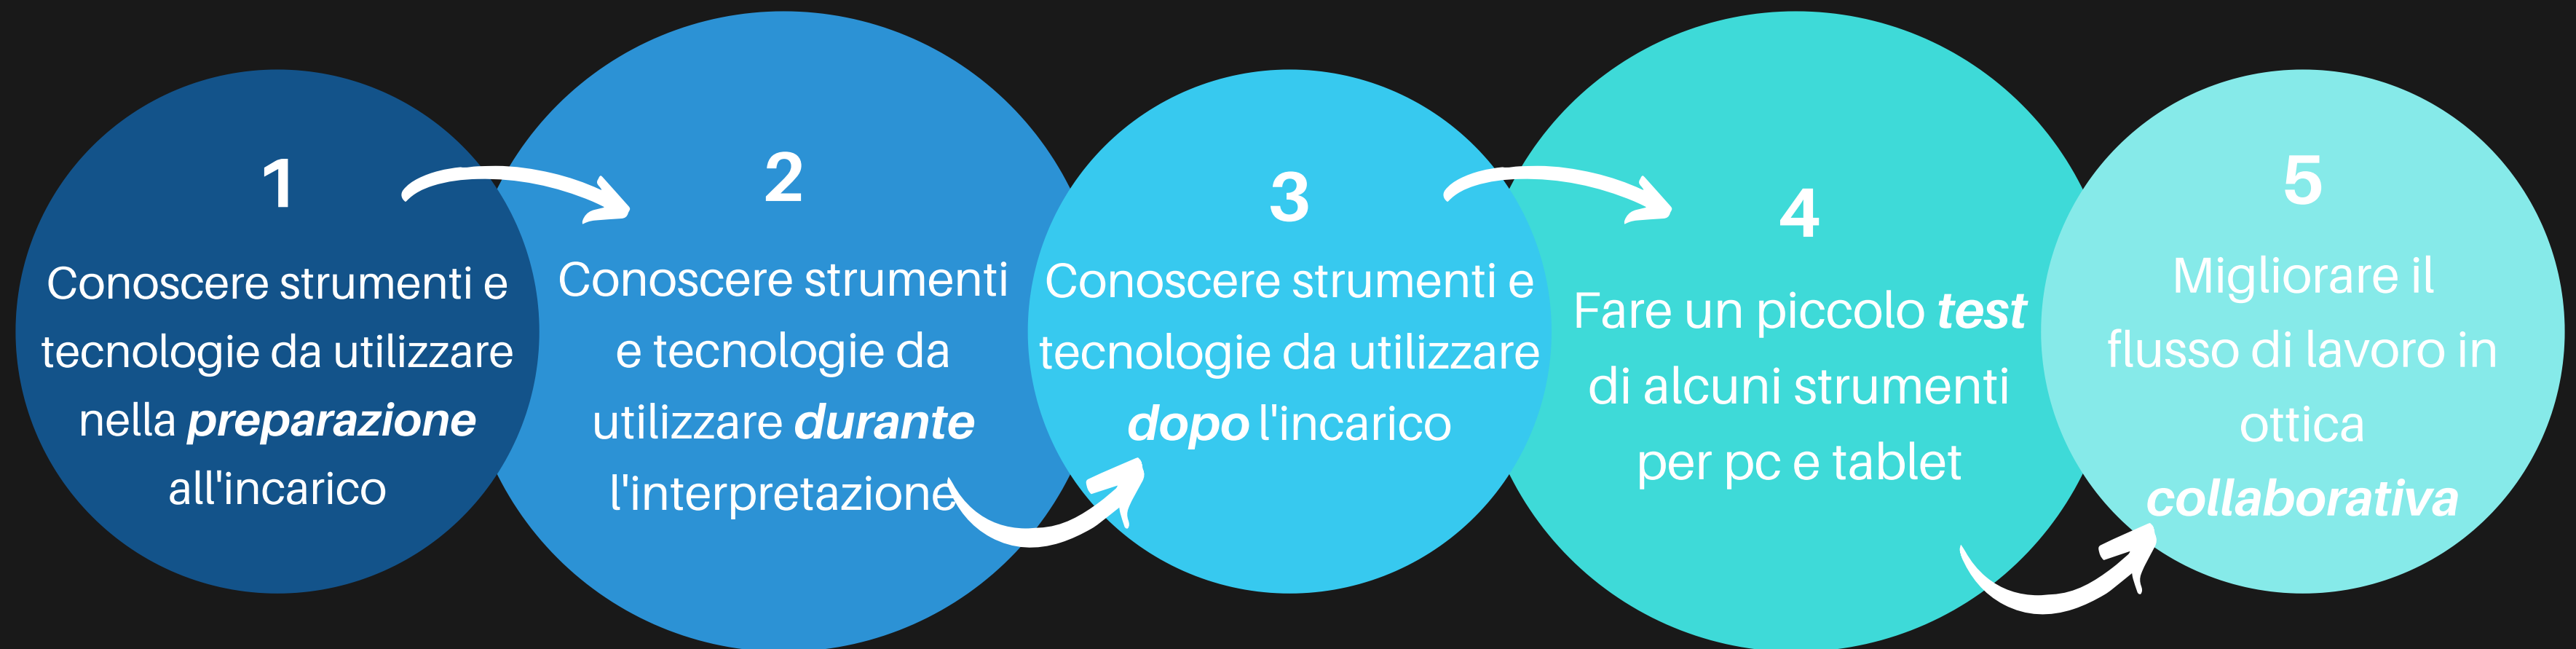 1
Conoscere strumenti e
tecnologie da utilizzare
nella preparazione
all'incarico
2
Conoscere strumenti
e tecnologie da
utilizzare durante
l'interpretazione
3
Conoscere strumenti e
tecnologie da utilizzare
dopo l'incarico
4
Fare un piccolo test
di alcuni strumenti
per pc e tablet
5
Migliorare il
flusso di lavoro in
ottica
collaborativa